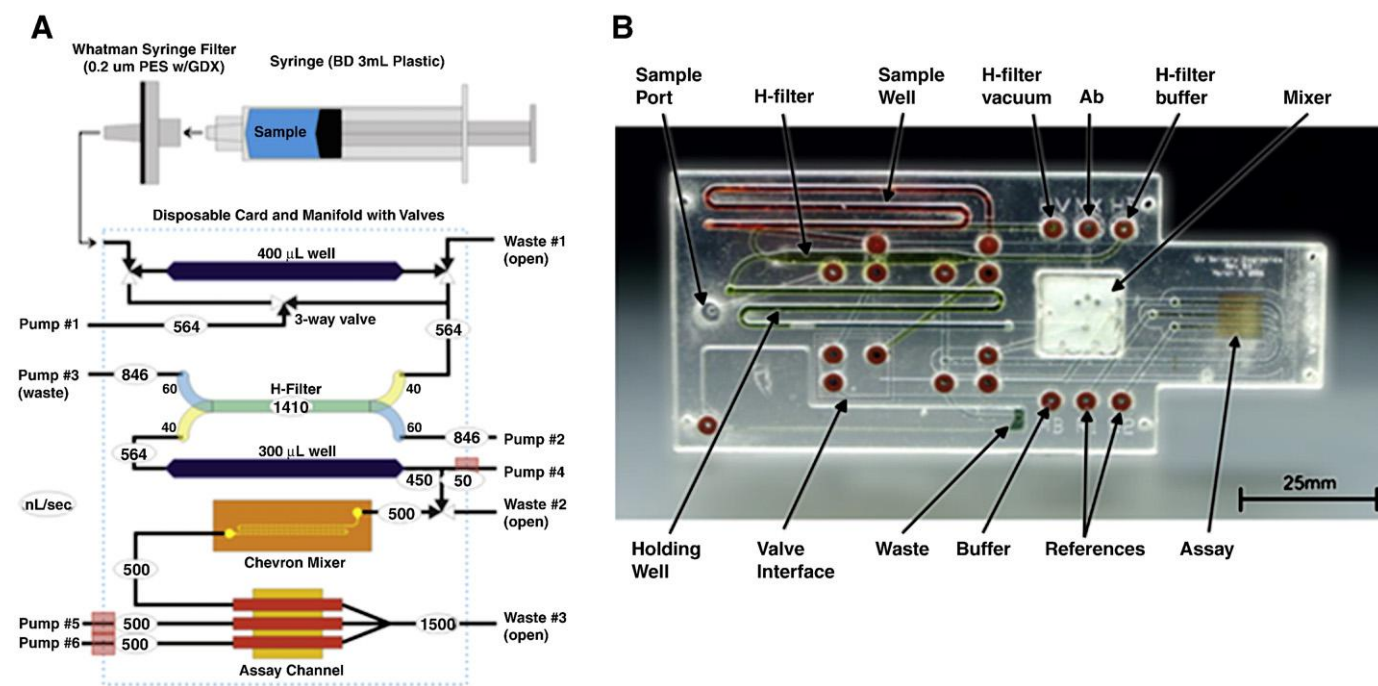 A
Whatman Syringe Filter
(0.2 um PES w/GDX)
Syringe (BD 3mL Plastic)
Sample
Disposable Card and Manifold with Valves
400 μL well
Waste #1
(open)
Pump #1
564
3-way valve
564
Pump #3
(waste)
846
60
H-Filter
1410
40
40
60
846
Pump #2
564
300 μL well
450
50
Pump #4
nL/sec
500
Waste #2
(open)
Chevron Mixer
500
Pump #5
500
1500
Waste #3
(open)
Pump #6
500
Assay Channel
B
Sample
Port
H-filter
Sample
Well
H-filter
vacuum
Ab
H-filter
buffer
Mixer
25mm
Holding
Well
Valve
Interface
Waste
Buffer
References
Assay